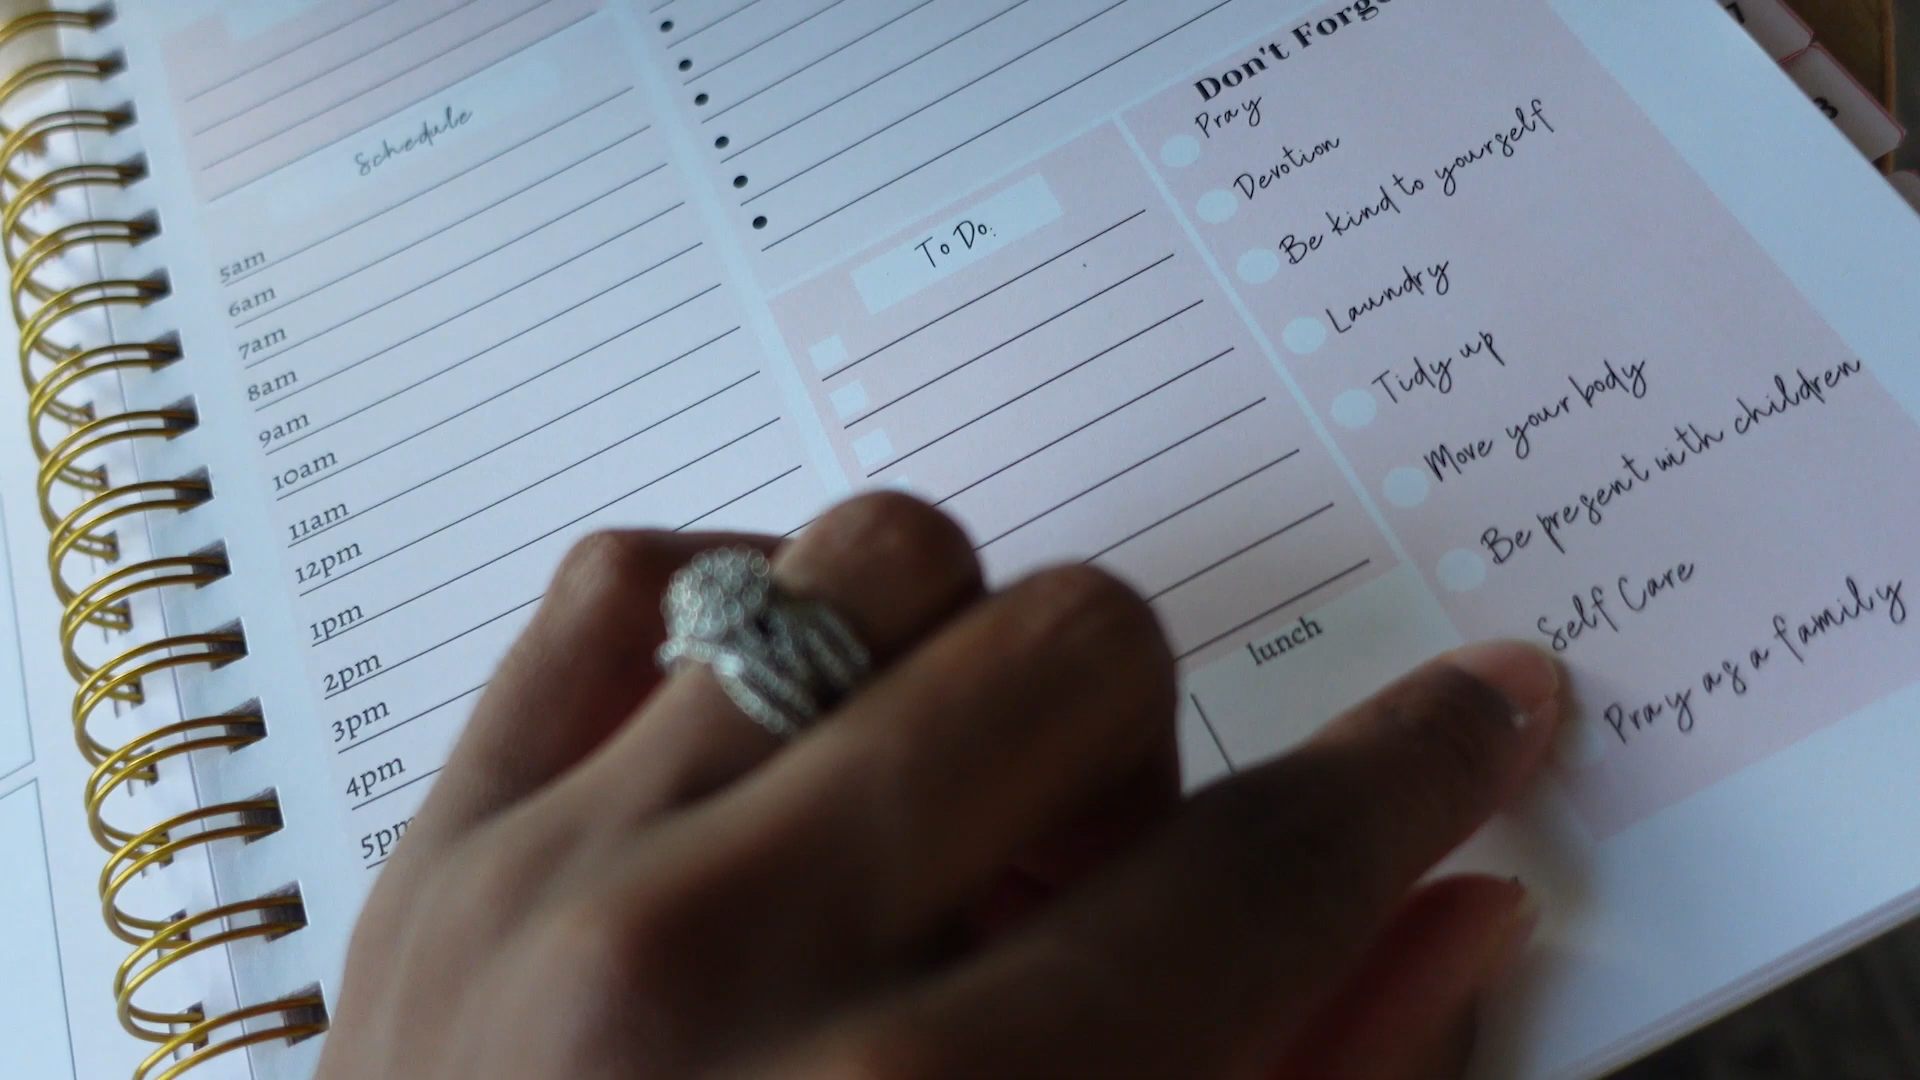 Schedule
5am
6am
7am
8am
9am
10am
11am
12pm
1pm
2pm
3pm
4pm
5pm
To Do:
lunch
Don't Forge
Pray
Devotion
Be kind to yourself
Laundry
Tidy up
Move your body
Be present with children
Self Care
Pray as a family
3